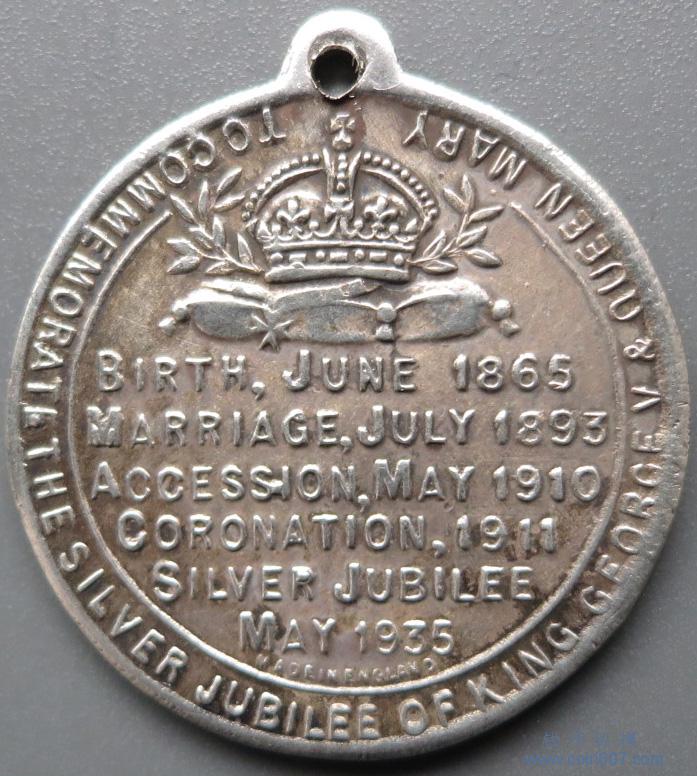 TO COMMEMORATE THE SILVER JUBILEE OF KING GEORGE V & QUEEN MARY
BIRTH, JUNE 1865
MARRIAGE, JULY 1893
ACCESSION, MAY 1910
CORONATION, 1911
SILVER JUBILEE
MAY 1935
MADE IN ENGLAND